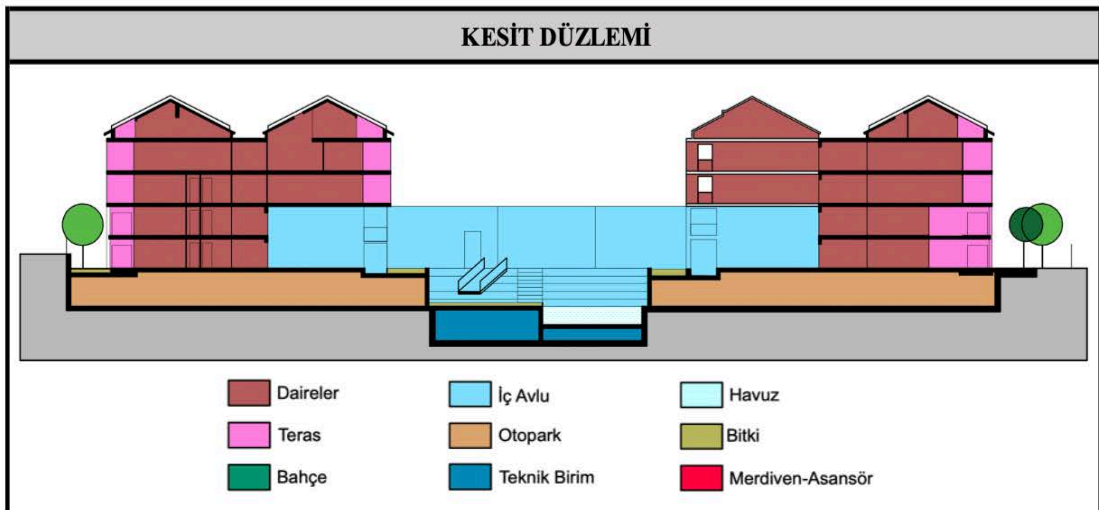 KESİT DÜZLEMİ
Daireler
İç Avlu
Havuz
Teras
Otopark
Bitki
Bahçe
Teknik Birim
Merdiven-Asansör